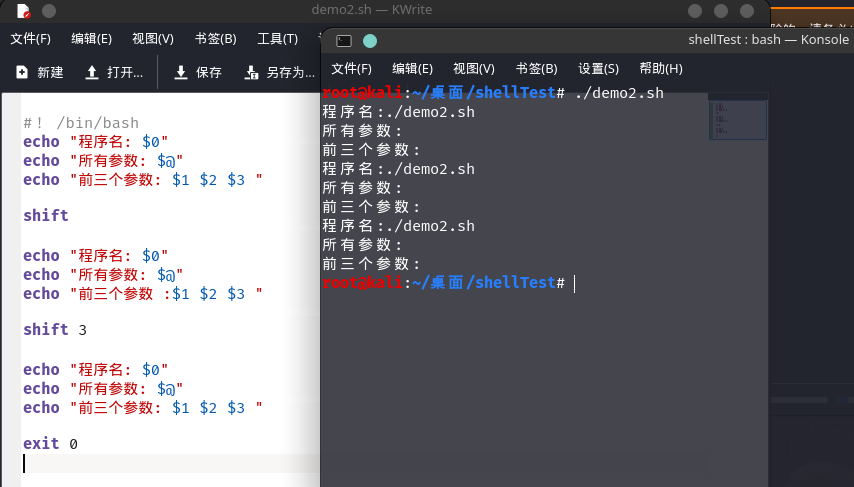 demo2.sh — KWrite
文件(F) 编辑(E) 视图(V) 书签(B) 工具(T)
新建 打开... 保存 另存为...
#！ /bin/bash
echo "程序名: $0"
echo "所有参数: $@"
echo "前三个参数: $1 $2 $3 "
shift
echo "程序名: $0"
echo "所有参数: $@"
echo "前三个参数 :$1 $2 $3 "
shift 3
echo "程序名: $0"
echo "所有参数: $@"
echo "前三个参数: $1 $2 $3 "
exit 0
shellTest : bash — Konsole
文件(F) 编辑(E) 视图(V) 书签(B) 设置(S) 帮助(H)
root@kali:~/桌面/shellTest# ./demo2.sh
程序名:./demo2.sh
所有参数:
前三个参数:
程序名:./demo2.sh
所有参数:
前三个参数:
程序名:./demo2.sh
所有参数:
前三个参数:
root@kali:~/桌面/shellTest#